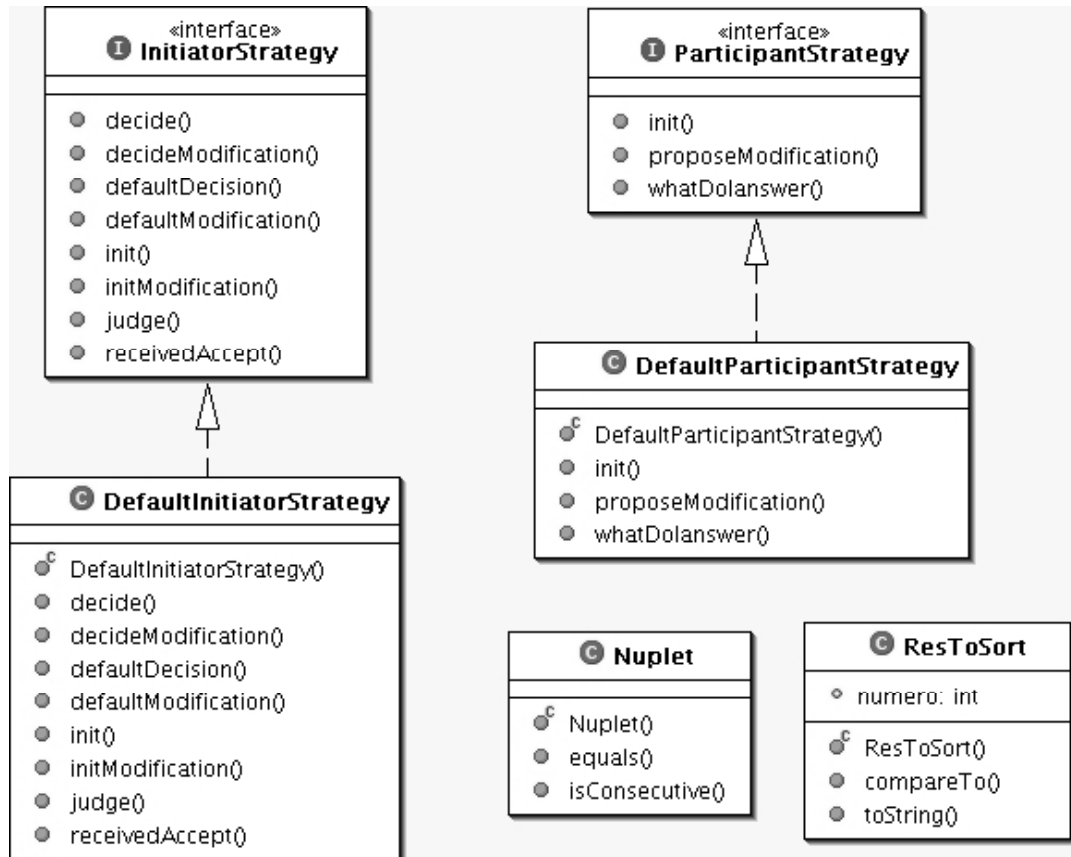 «interface»
I InitiatorStrategy
decide()
decideModification()
defaultDecision()
defaultModification()
init()
initModification()
judge()
receivedAccept()
«interface»
I ParticipantStrategy
init()
proposeModification()
whatDoIanswer()
C DefaultParticipantStrategy
C DefaultParticipantStrategy()
init()
proposeModification()
whatDoIanswer()
C DefaultInitiatorStrategy
C DefaultInitiatorStrategy()
decide()
decideModification()
defaultDecision()
defaultModification()
init()
initModification()
judge()
receivedAccept()
C Nuplet
C Nuplet()
equals()
isConsecutive()
C ResToSort
numero: int
C ResToSort()
compareTo()
toString()